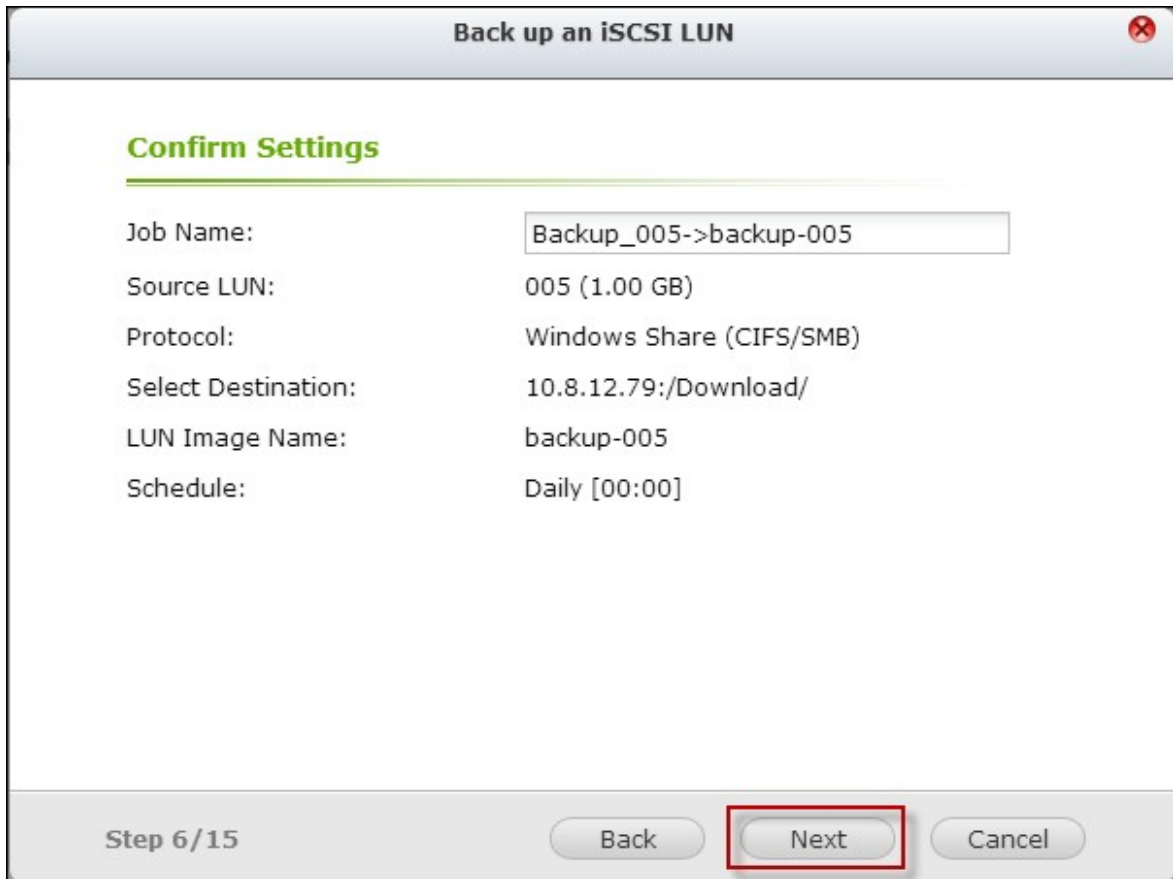 Back up an iSCSI LUN
Confirm Settings
Job Name: Backup_005->backup-005
Source LUN: 005 (1.00 GB)
Protocol: Windows Share (CIFS/SMB)
Select Destination: 10.8.12.79:/Download/
LUN Image Name: backup-005
Schedule: Daily [00:00]
Step 6/15 Back Next Cancel